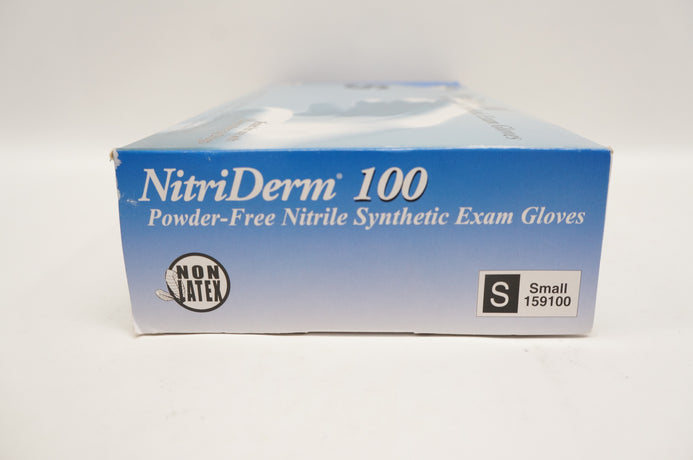 NitriDerm® 100
Powder-Free Nitrile Synthetic Exam Gloves
NON
LATEX
S
Small
159100